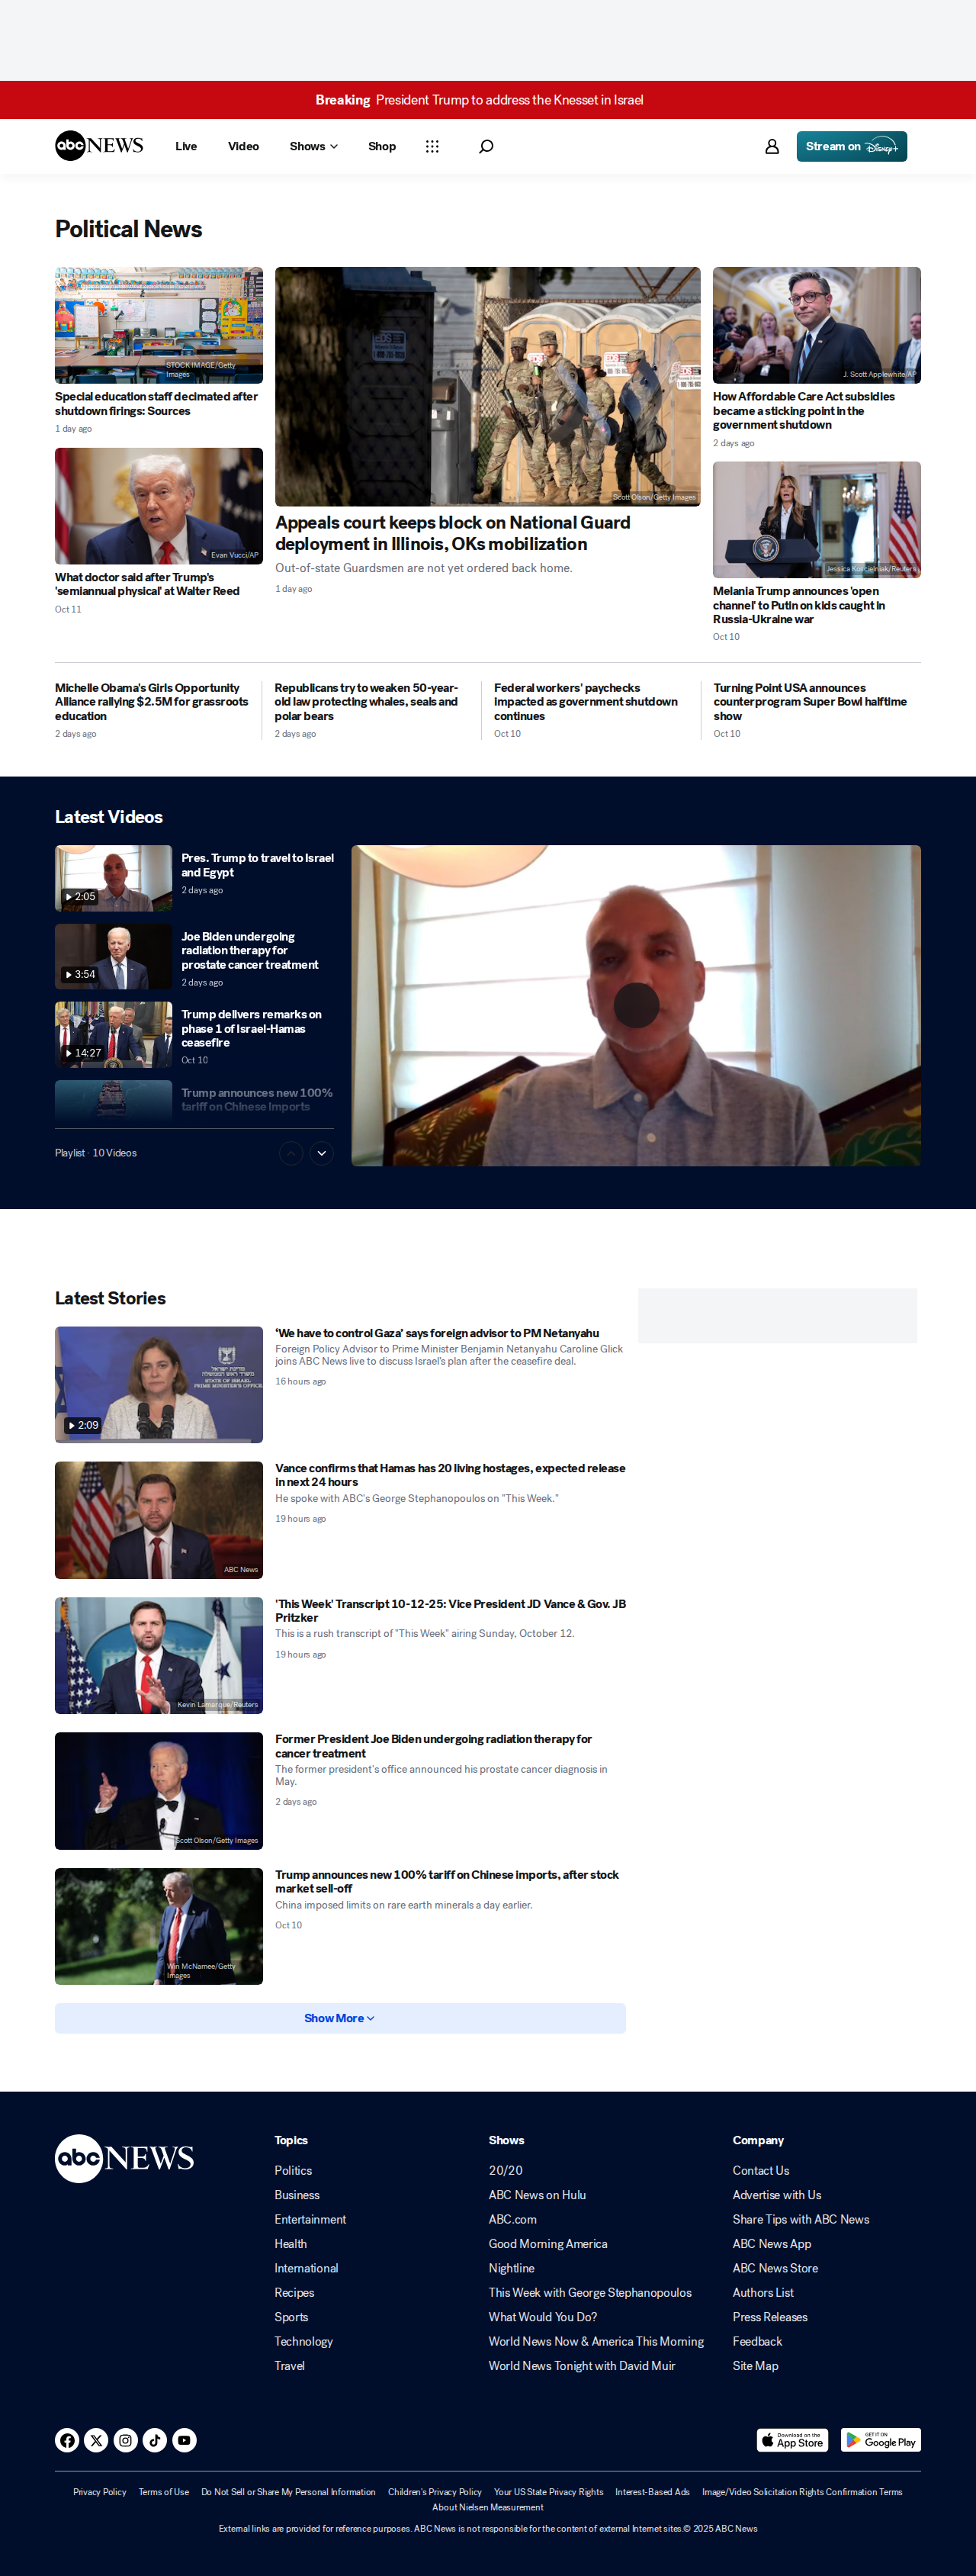 Breaking President Trump to address the Knesset in Israel
abc NEWS Live Video Shows Shop Stream on Disney+
Political News
STOCK IMAGE/Getty
Images
Special education staff decimated after
shutdown firings: Sources
1 day ago
Evan Vucci/AP
What doctor said after Trump's
'semiannual physical' at Walter Reed
Oct 11
EDS
Scott Olson/Getty Images
Appeals court keeps block on National Guard
deployment in Illinois, OKs mobilization
Out-of-state Guardsmen are not yet ordered back home.
1 day ago
J. Scott Applewhite/AP
How Affordable Care Act subsidies
became a sticking point in the
government shutdown
2 days ago
Jessica Koscielniak/Reuters
Melania Trump announces 'open
channel' to Putin on kids caught in
Russia-Ukraine war
Oct 10
Michelle Obama's Girls Opportunity
Alliance rallying $2.5M for grassroots
education
2 days ago
Republicans try to weaken 50-year-
old law protecting whales, seals and
polar bears
2 days ago
Federal workers' paychecks
impacted as government shutdown
continues
Oct 10
Turning Point USA announces
counterprogram Super Bowl halftime
show
Oct 10
Latest Videos
2:05
Pres. Trump to travel to Israel
and Egypt
2 days ago
3:54
Joe Biden undergoing
radiation therapy for
prostate cancer treatment
2 days ago
14:27
Trump delivers remarks on
phase 1 of Israel-Hamas
ceasefire
Oct 10
Trump announces new 100%
tariff on Chinese imports
Playlist · 10 Videos
Latest Stories
STATE OF ISRAEL
PRIME MINISTER'S OFFICE
2:09
‘We have to control Gaza’ says foreign advisor to PM Netanyahu
Foreign Policy Advisor to Prime Minister Benjamin Netanyahu Caroline Glick
joins ABC News live to discuss Israel’s plan after the ceasefire deal.
16 hours ago
ABC News
Vance confirms that Hamas has 20 living hostages, expected release
in next 24 hours
He spoke with ABC's George Stephanopoulos on "This Week."
19 hours ago
Kevin Lamarque/Reuters
'This Week' Transcript 10-12-25: Vice President JD Vance & Gov. JB
Pritzker
This is a rush transcript of "This Week" airing Sunday, October 12.
19 hours ago
Scott Olson/Getty Images
Former President Joe Biden undergoing radiation therapy for
cancer treatment
The former president's office announced his prostate cancer diagnosis in
May.
2 days ago
Win McNamee/Getty
Images
Trump announces new 100% tariff on Chinese imports, after stock
market sell-off
China imposed limits on rare earth minerals a day earlier.
Oct 10
Show More
abc NEWS
Topics
Politics
Business
Entertainment
Health
International
Recipes
Sports
Technology
Travel
Shows
20/20
ABC News on Hulu
ABC.com
Good Morning America
Nightline
This Week with George Stephanopoulos
What Would You Do?
World News Now & America This Morning
World News Tonight with David Muir
Company
Contact Us
Advertise with Us
Share Tips with ABC News
ABC News App
ABC News Store
Authors List
Press Releases
Feedback
Site Map
Download on the
App Store
GET IT ON
Google Play
Privacy Policy Terms of Use Do Not Sell or Share My Personal Information Children's Privacy Policy Your US State Privacy Rights Interest-Based Ads Image/Video Solicitation Rights Confirmation Terms
About Nielsen Measurement
External links are provided for reference purposes. ABC News is not responsible for the content of external Internet sites.© 2025 ABC News